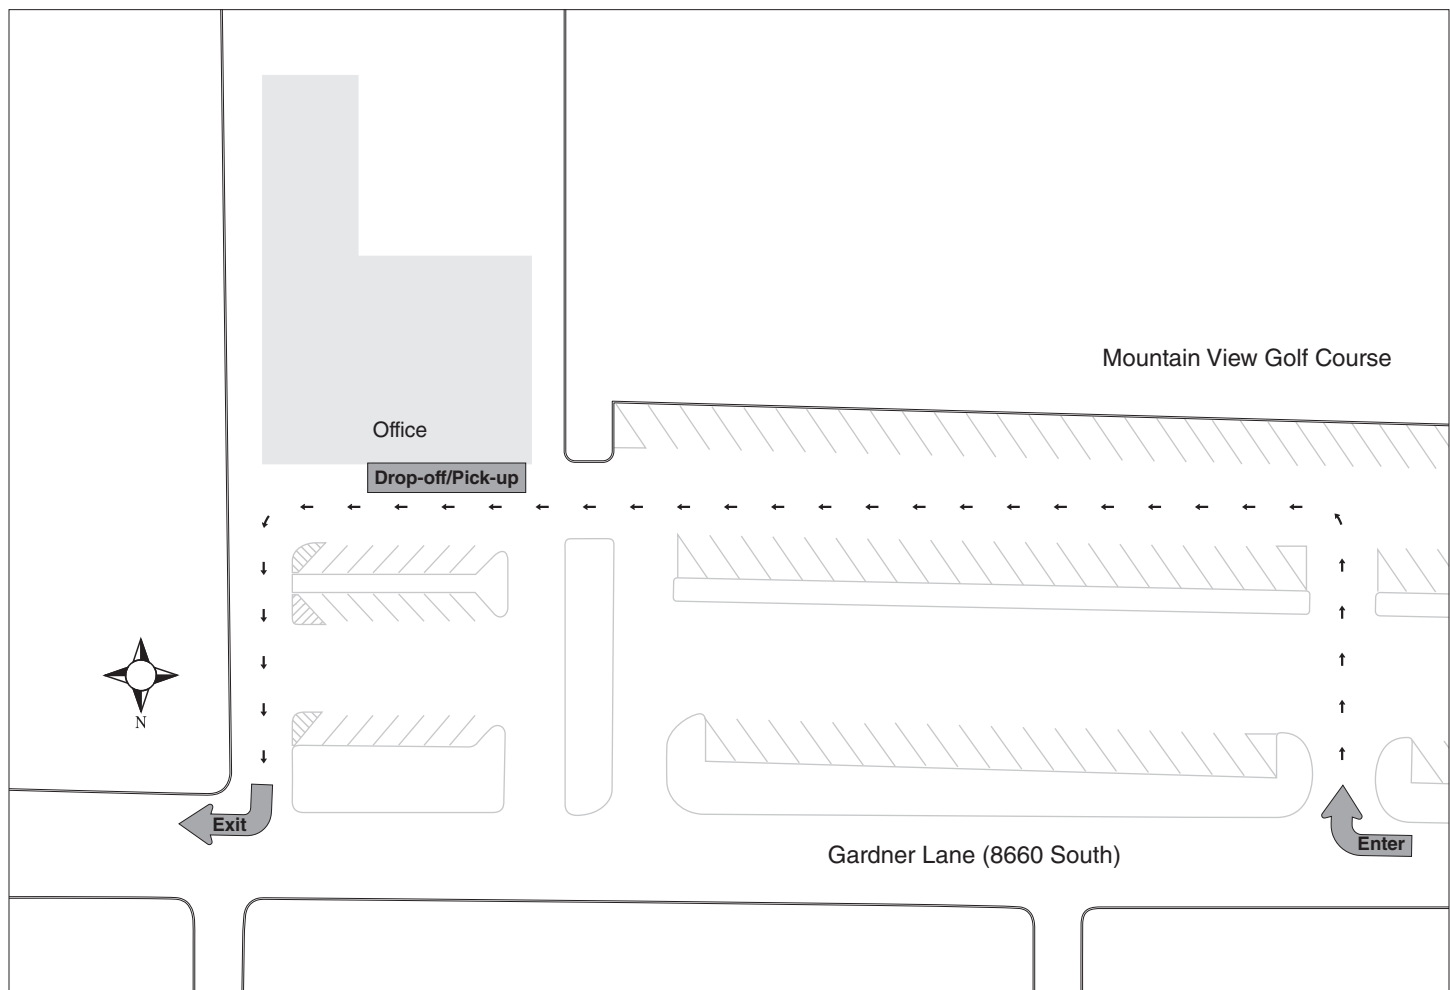 Mountain View Golf Course
Office
Drop-off/Pick-up
N
Exit
Enter
Gardner Lane (8660 South)